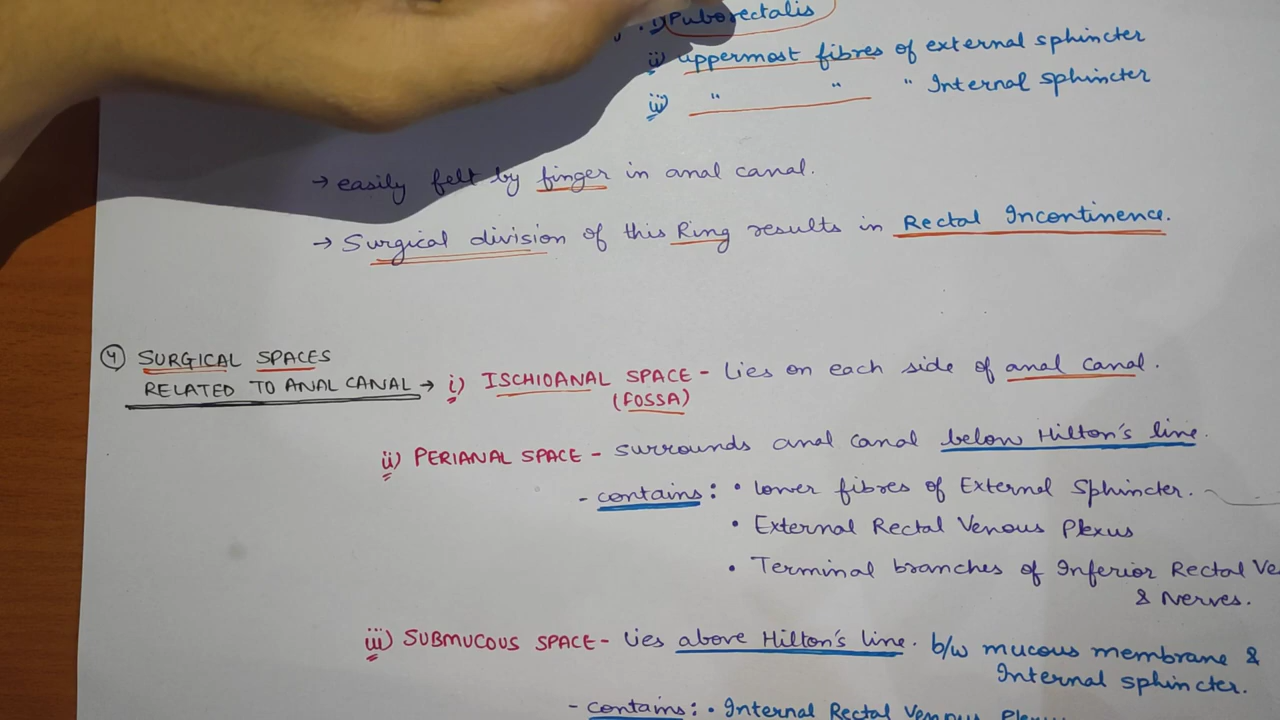 i) Puborectalis
ii) uppermost fibres of external sphincter
iii) " " " Internal sphincter
→ easily felt by finger in anal canal.
→ Surgical division of this Ring results in Rectal Incontinence.
④ SURGICAL SPACES
RELATED TO ANAL CANAL → i) ISCHIOANAL SPACE - Lies on each side of anal canal.
(FOSSA)
ii) PERIANAL SPACE - surrounds anal canal below Hilton's line.
- contains: • lower fibres of External Sphincter.
• External Rectal Venous Plexus
• Terminal branches of Inferior Rectal Ve
& Nerves.
iii) SUBMUCOUS SPACE - lies above Hilton's line. b/w mucous membrane &
Internal sphincter.
- contains: • Internal Rectal Venous Plexus